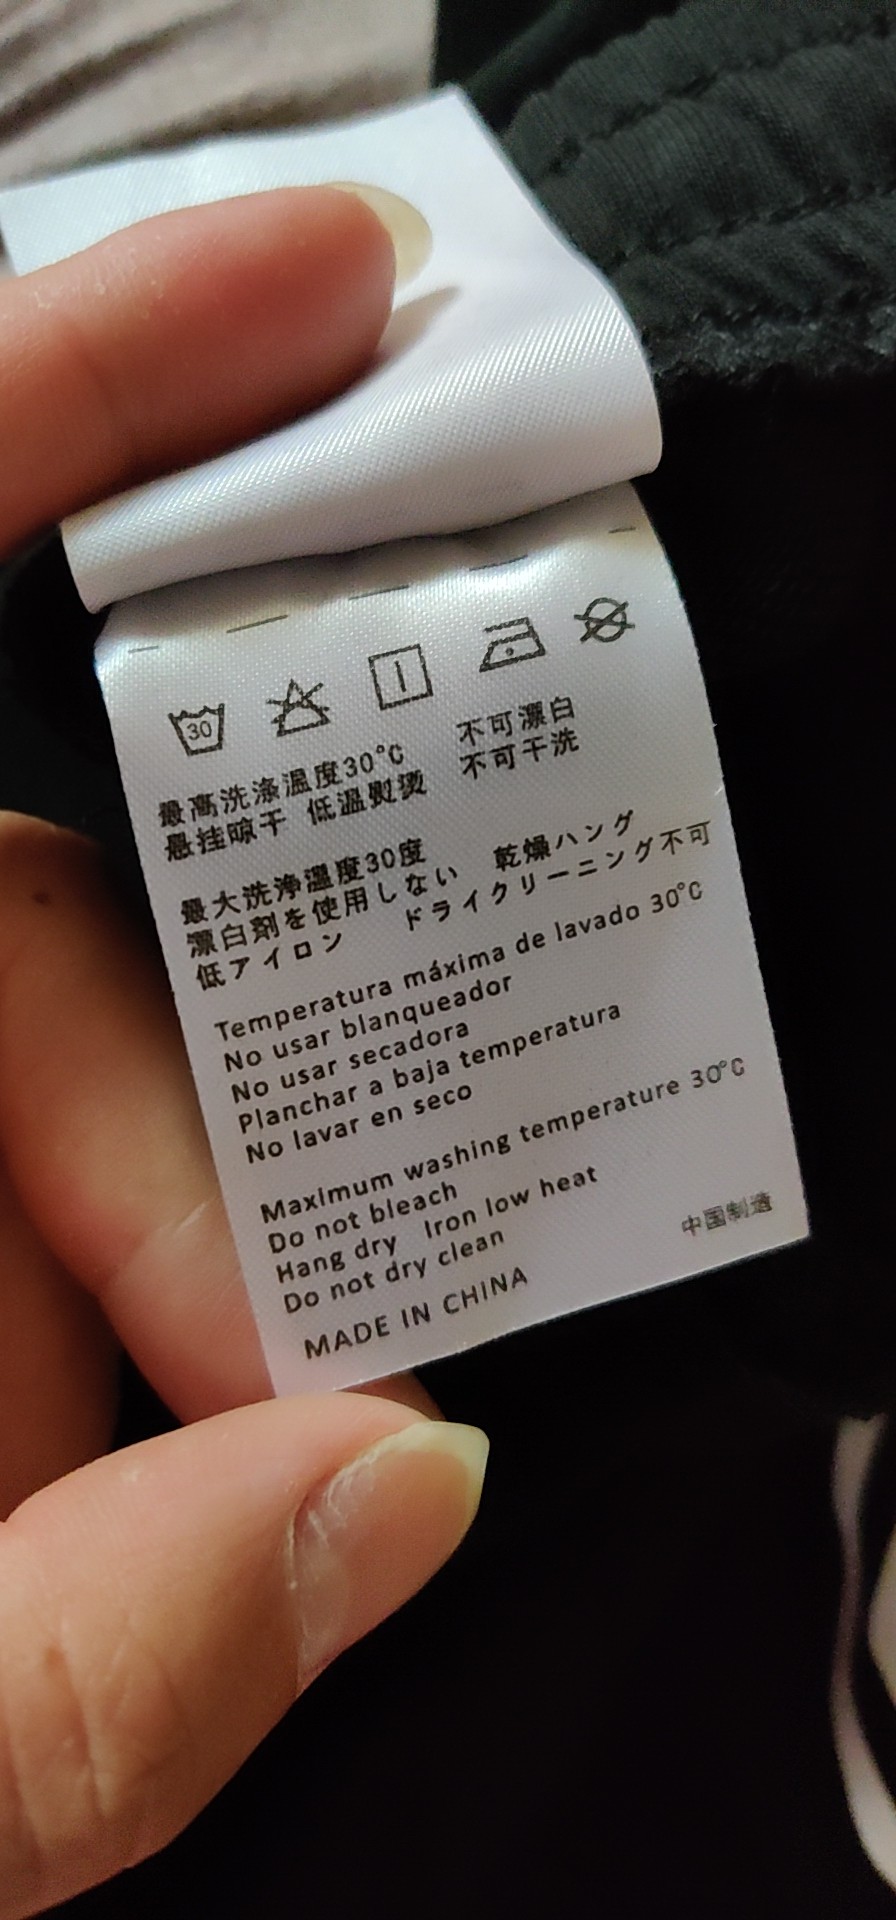 30
最高洗涤温度30°C 不可漂白
悬挂晾干 低温熨烫 不可干洗
最大洗浄温度30度
漂白剤を使用しない 乾燥ハング
低アイロン ドライクリーニング不可
Temperatura máxima de lavado 30°C
No usar blanqueador
No usar secadora
Planchar a baja temperatura
No lavar en seco
Maximum washing temperature 30°C
Do not bleach
Hang dry Iron low heat
Do not dry clean
中国制造
MADE IN CHINA